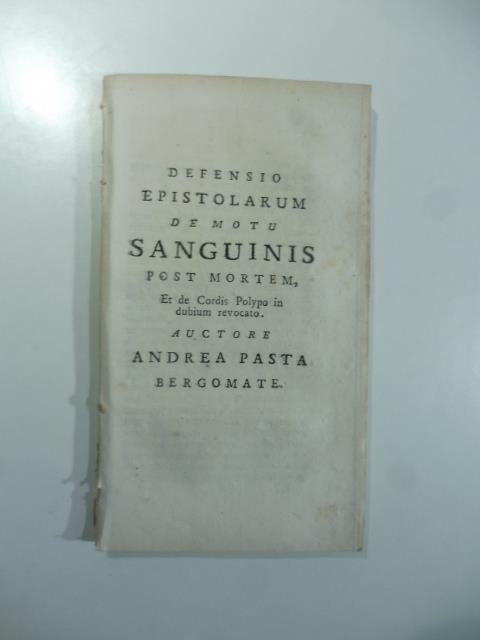 DEFENSIO
EPISTOLARUM
DE MOTU
SANGUINIS
POST MORTEM,
Et de Cordis Polypo in
dubium revocato.
AUCTORE
ANDREA PASTA
BERGOMATE.